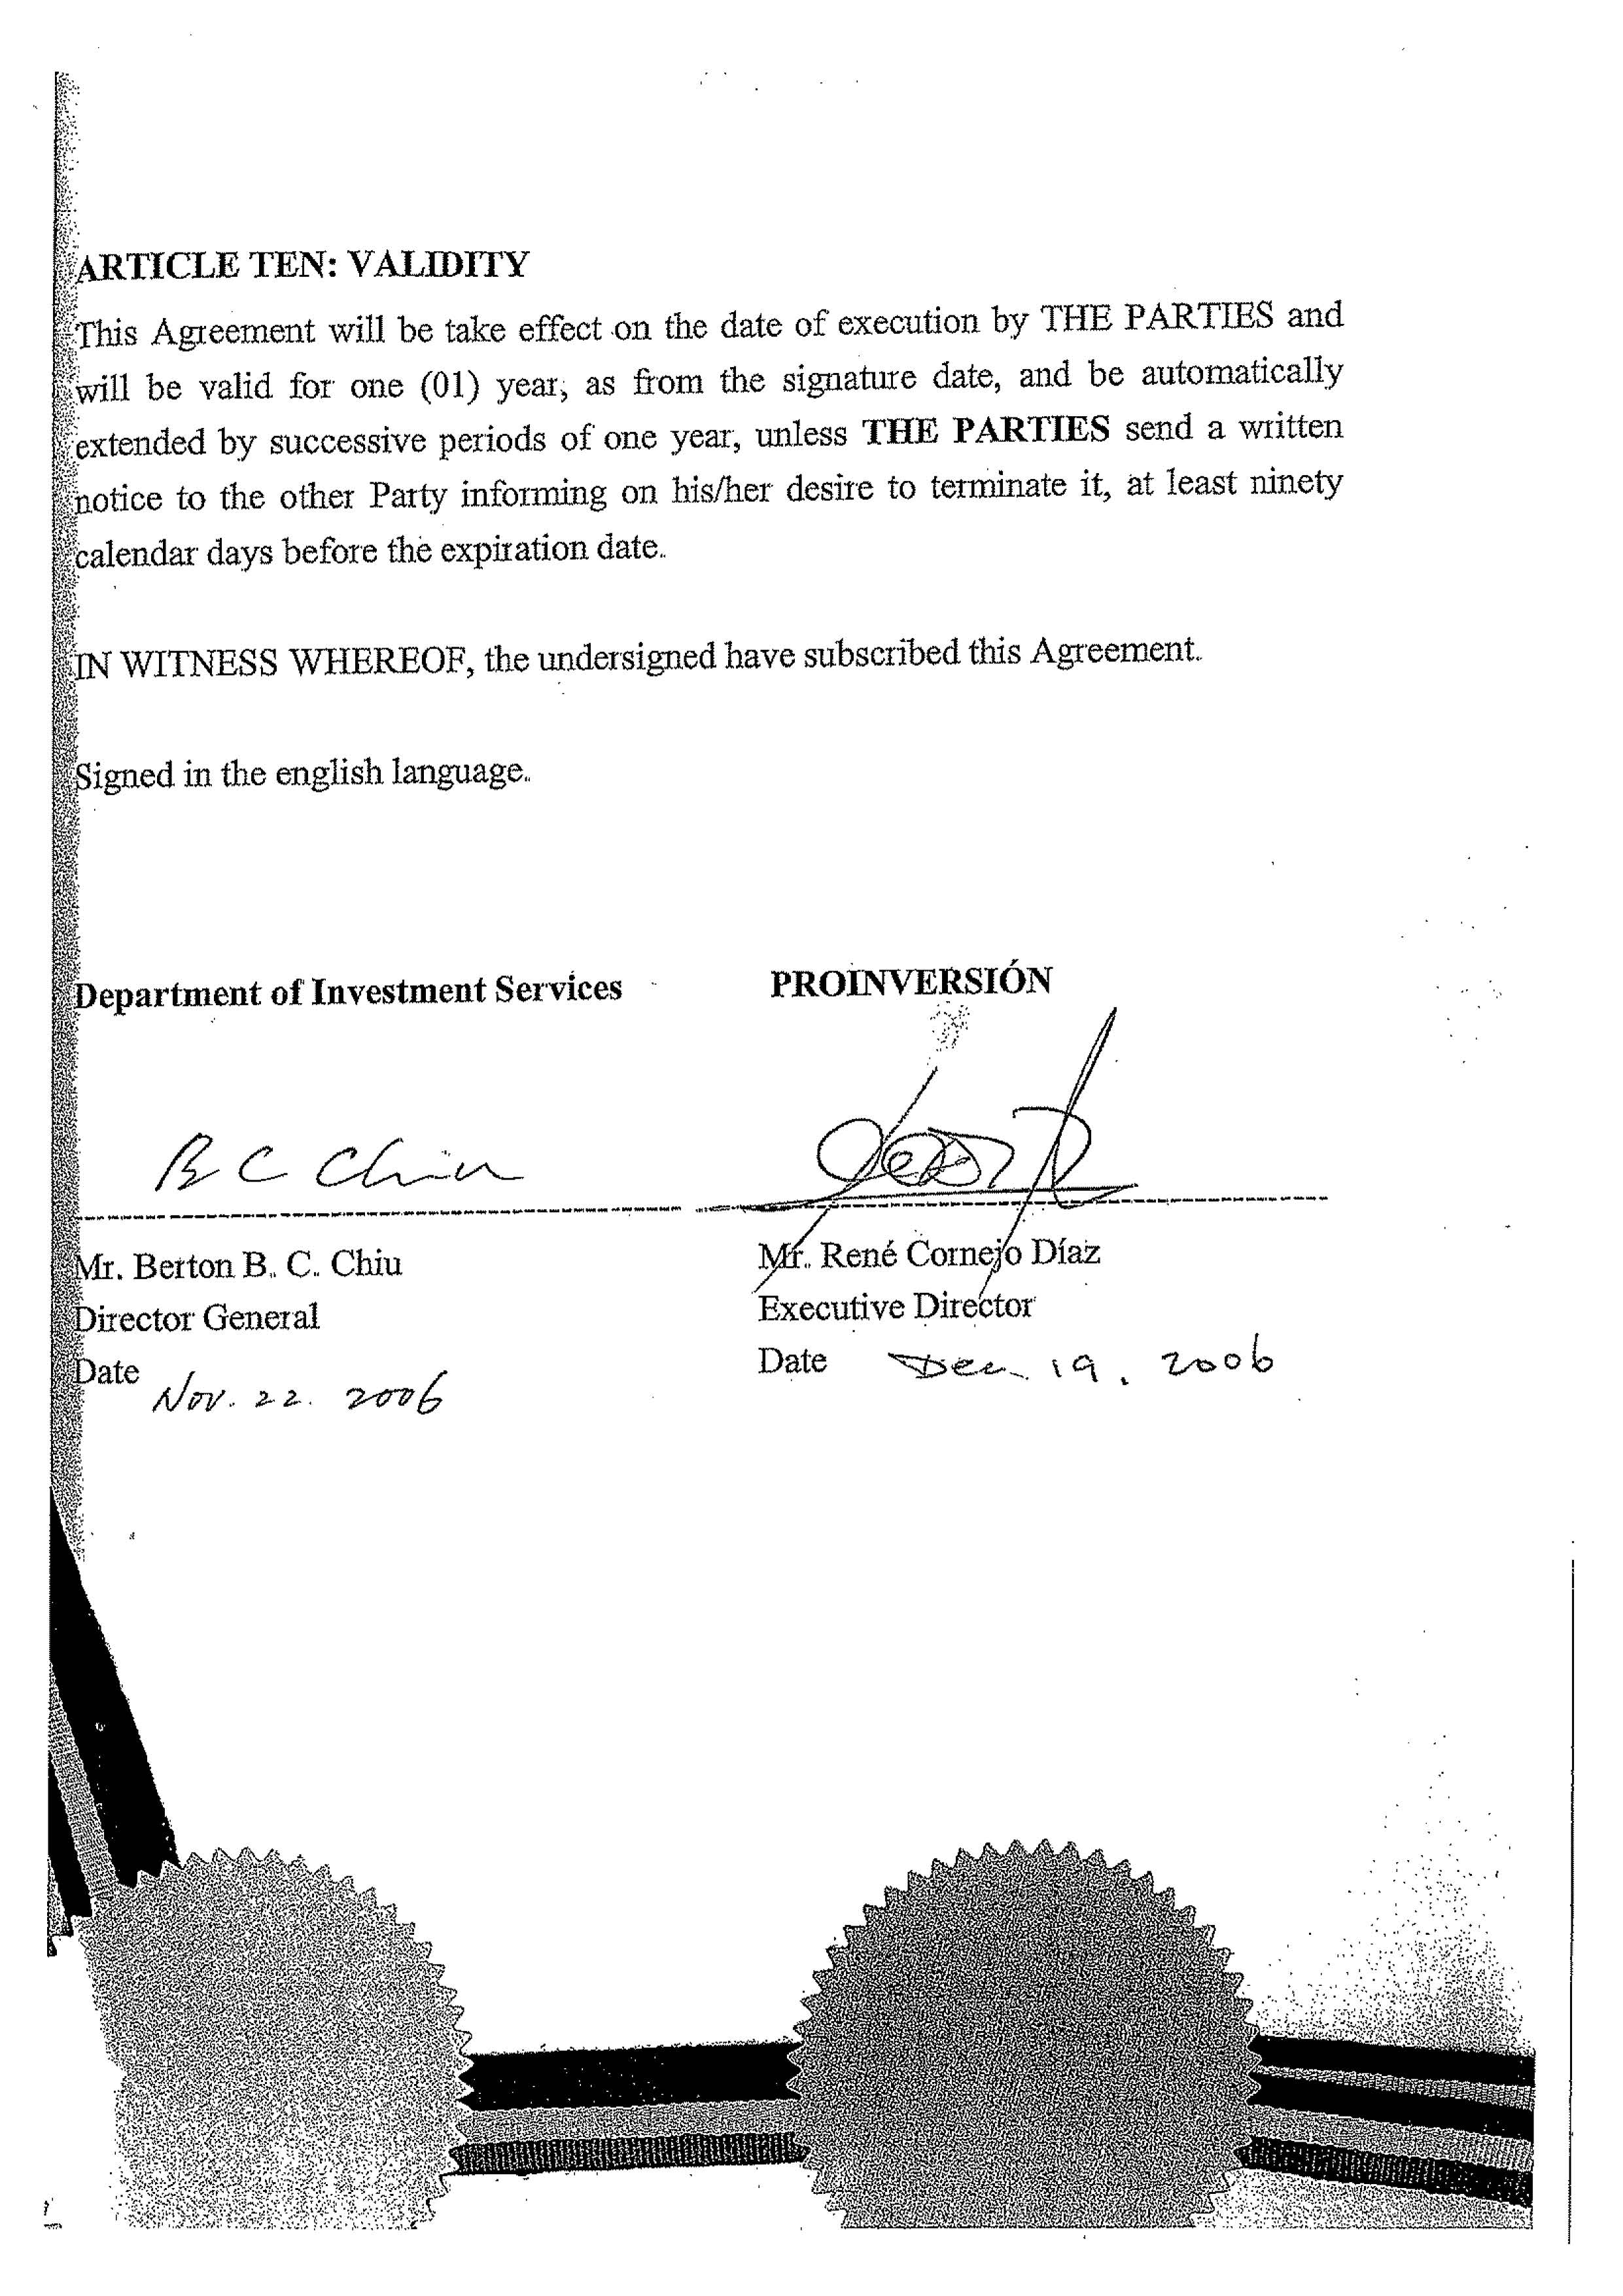 ARTICLE TEN: VALIDITY
This Agreement will be take effect on the date of execution by THE PARTIES and
will be valid for one (01) year, as from the signature date, and be automatically
extended by successive periods of one year, unless THE PARTIES send a written
notice to the other Party informing on his/her desire to terminate it, at least ninety
calendar days before the expiration date.
IN WITNESS WHEREOF, the undersigned have subscribed this Agreement.
Signed in the english language.
Department of Investment Services
PROINVERSIÓN
B C Chiu
Mr. Berton B. C. Chiu
Director General
Date Nov. 22. 2006
Mr. René Cornejo Díaz
Executive Director
Date Dec 19, 2006